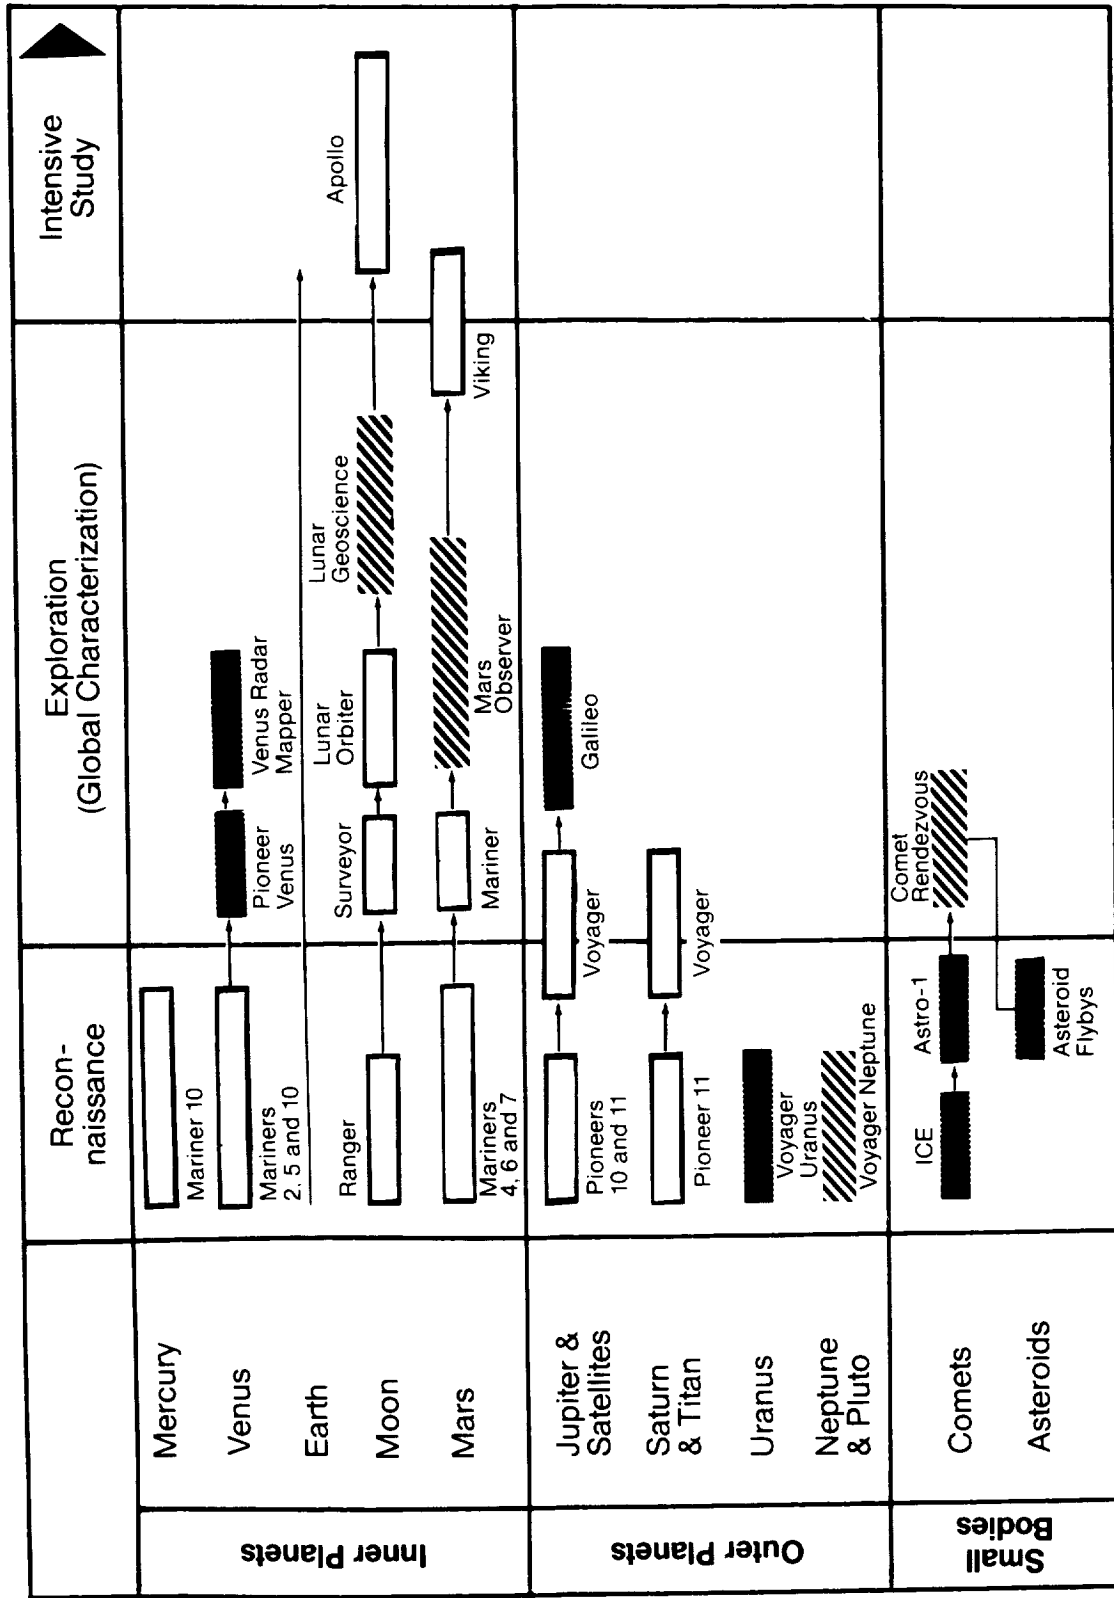 Recon-
naissance
Exploration
(Global Characterization)
Intensive
Study
Inner Planets
Mercury
Mariner 10
Venus
Mariners
2, 5 and 10
Pioneer
Venus
Venus Radar
Mapper
Earth
Moon
Ranger
Surveyor
Lunar
Orbiter
Lunar
Geoscience
Apollo
Mars
Mariners
4, 6 and 7
Mariner
Mars
Observer
Viking
Outer Planets
Jupiter &
Satellites
Pioneers
10 and 11
Voyager
Galileo
Saturn
& Titan
Pioneer 11
Voyager
Uranus
Voyager
Uranus
Neptune
& Pluto
Voyager Neptune
Small
Bodies
Comets
ICE
Astro-1
Comet
Rendezvous
Asteroids
Asteroid
Flybys